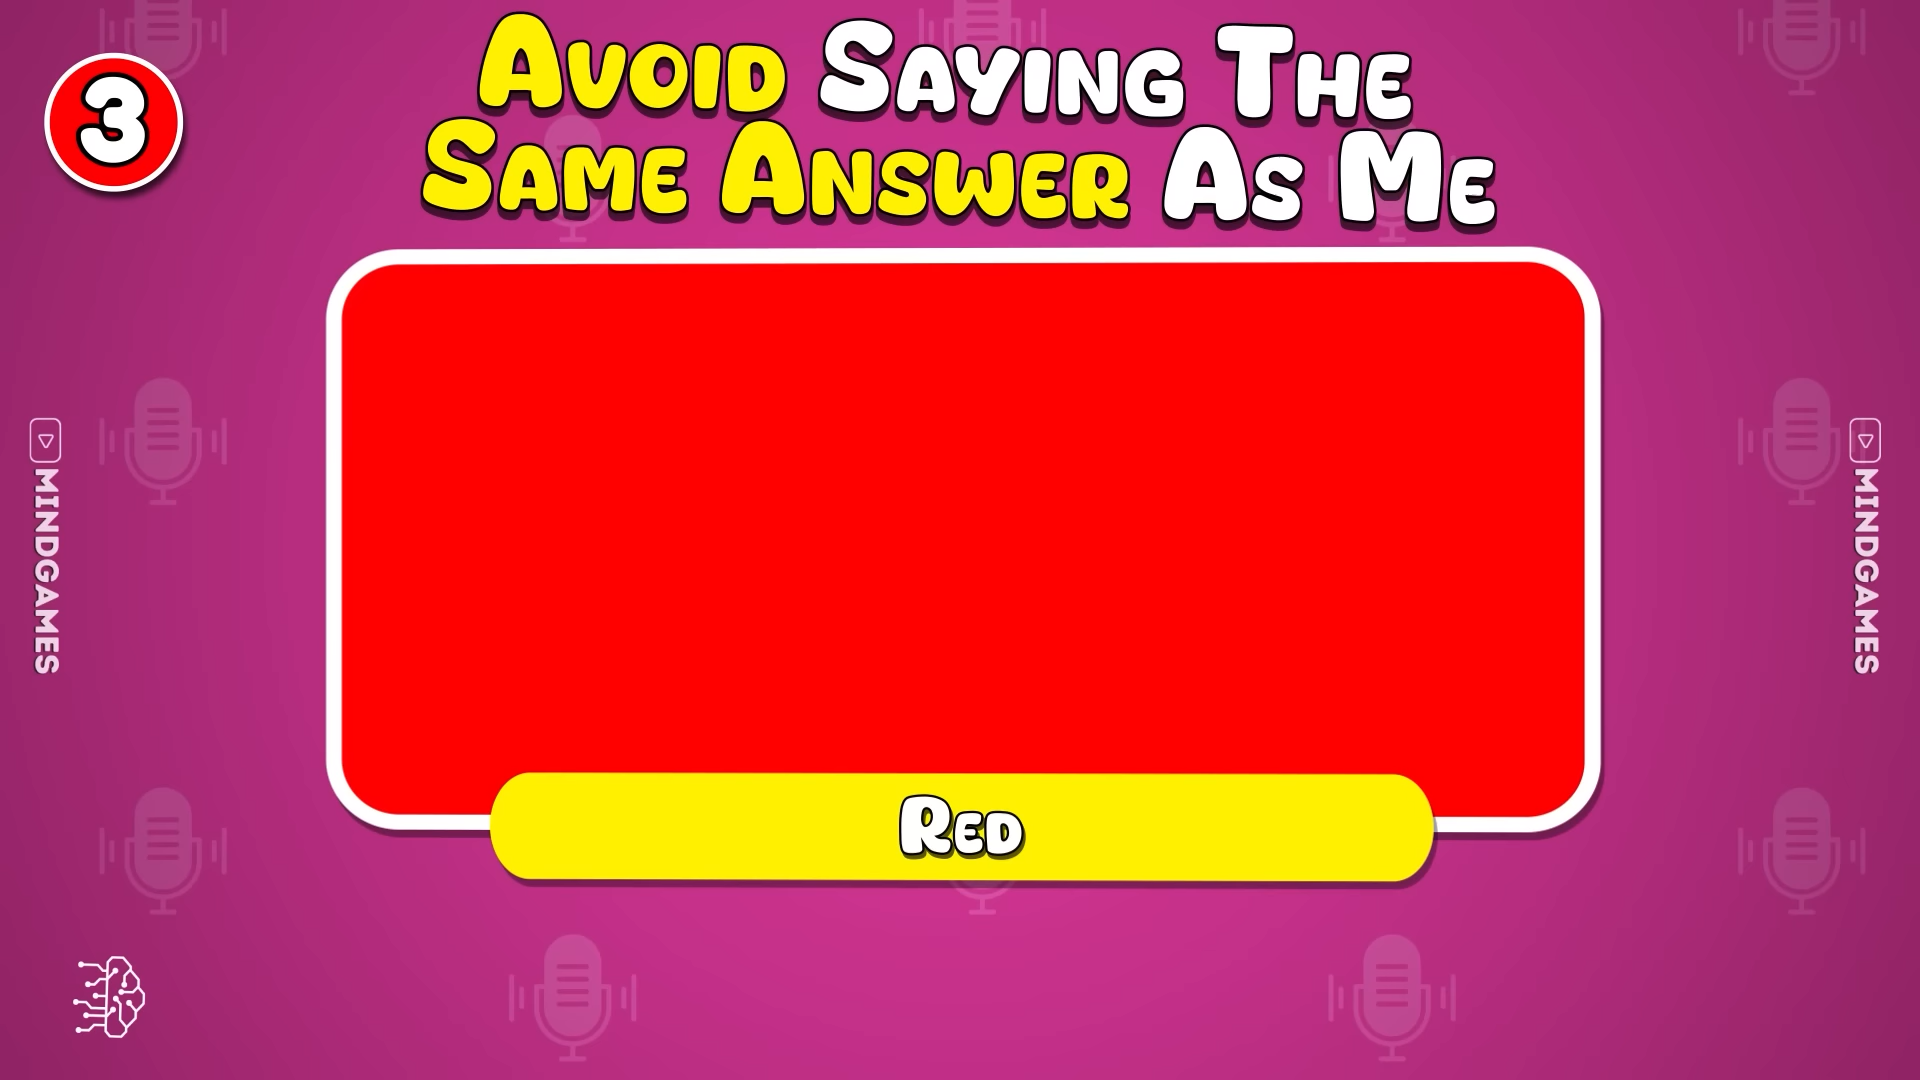 3
Avoid Saying The
Same Answer As Me
MINDGAMES
MINDGAMES
Red